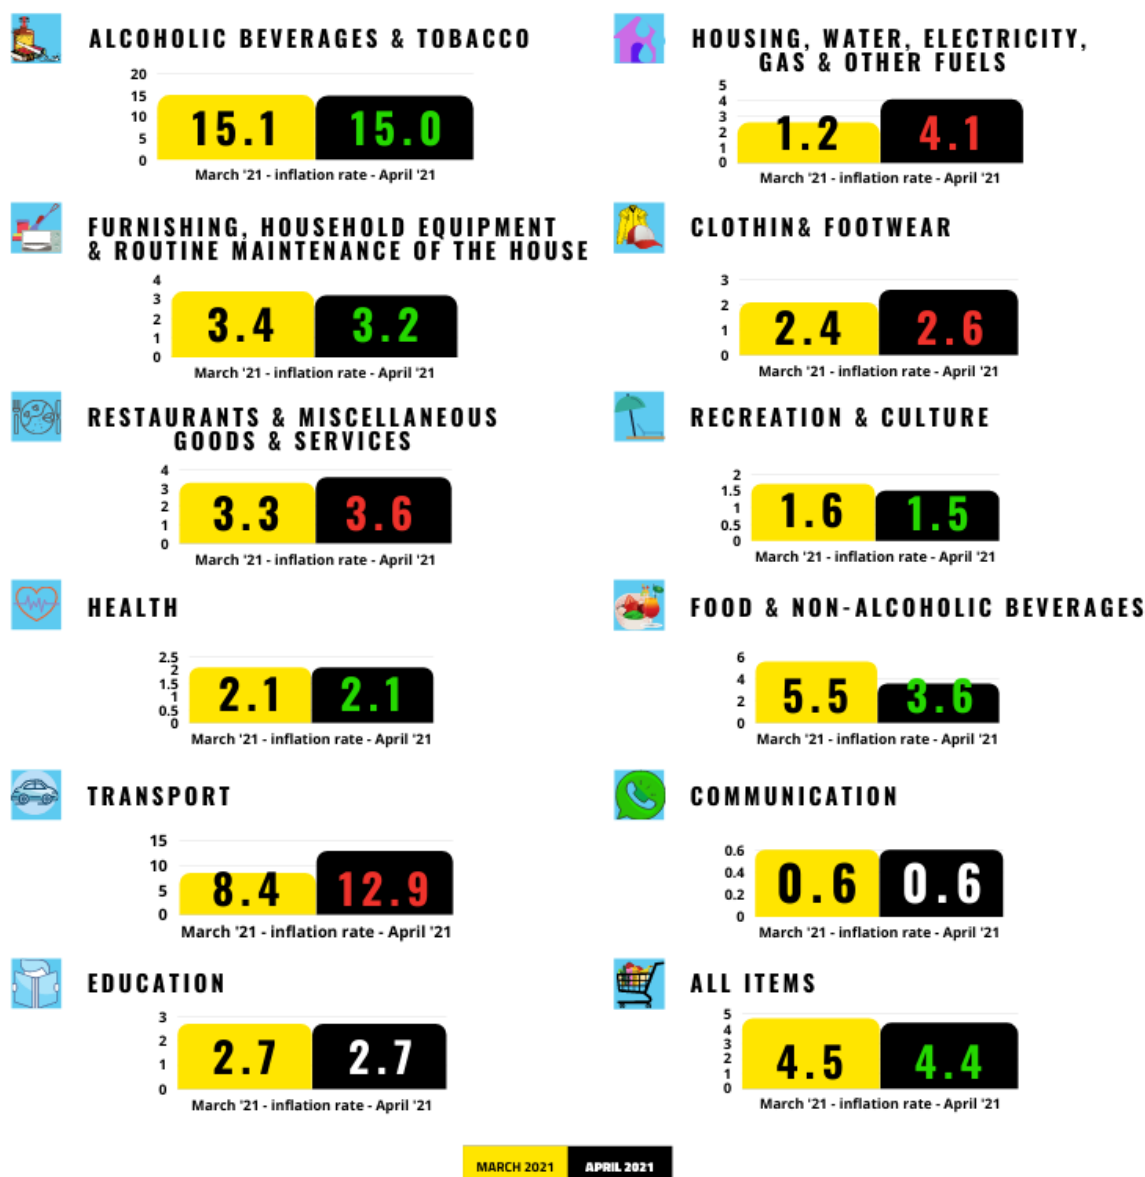 ALCOHOLIC BEVERAGES & TOBACCO
20
15
10
5
0
15.1
15.0
March '21 - inflation rate - April '21
HOUSING, WATER, ELECTRICITY,
GAS & OTHER FUELS
5
4
3
2
1
0
1.2
4.1
March '21 - inflation rate - April '21
FURNISHING, HOUSEHOLD EQUIPMENT
& ROUTINE MAINTENANCE OF THE HOUSE
4
3
2
1
0
3.4
3.2
March '21 - inflation rate - April '21
CLOTHIN& FOOTWEAR
3
2
1
0
2.4
2.6
March '21 - inflation rate - April '21
RESTAURANTS & MISCELLANEOUS
GOODS & SERVICES
4
3
2
1
0
3.3
3.6
March '21 - inflation rate - April '21
RECREATION & CULTURE
2
1.5
1
0.5
0
1.6
1.5
March '21 - inflation rate - April '21
HEALTH
2.5
2
1.5
1
0.5
0
2.1
2.1
March '21 - inflation rate - April '21
FOOD & NON-ALCOHOLIC BEVERAGES
6
4
2
0
5.5
3.6
March '21 - inflation rate - April '21
TRANSPORT
15
10
5
0
8.4
12.9
March '21 - inflation rate - April '21
COMMUNICATION
0.6
0.4
0.2
0
0.6
0.6
March '21 - inflation rate - April '21
EDUCATION
3
2
1
0
2.7
2.7
March '21 - inflation rate - April '21
ALL ITEMS
5
4
3
2
1
0
4.5
4.4
March '21 - inflation rate - April '21
MARCH 2021
APRIL 2021